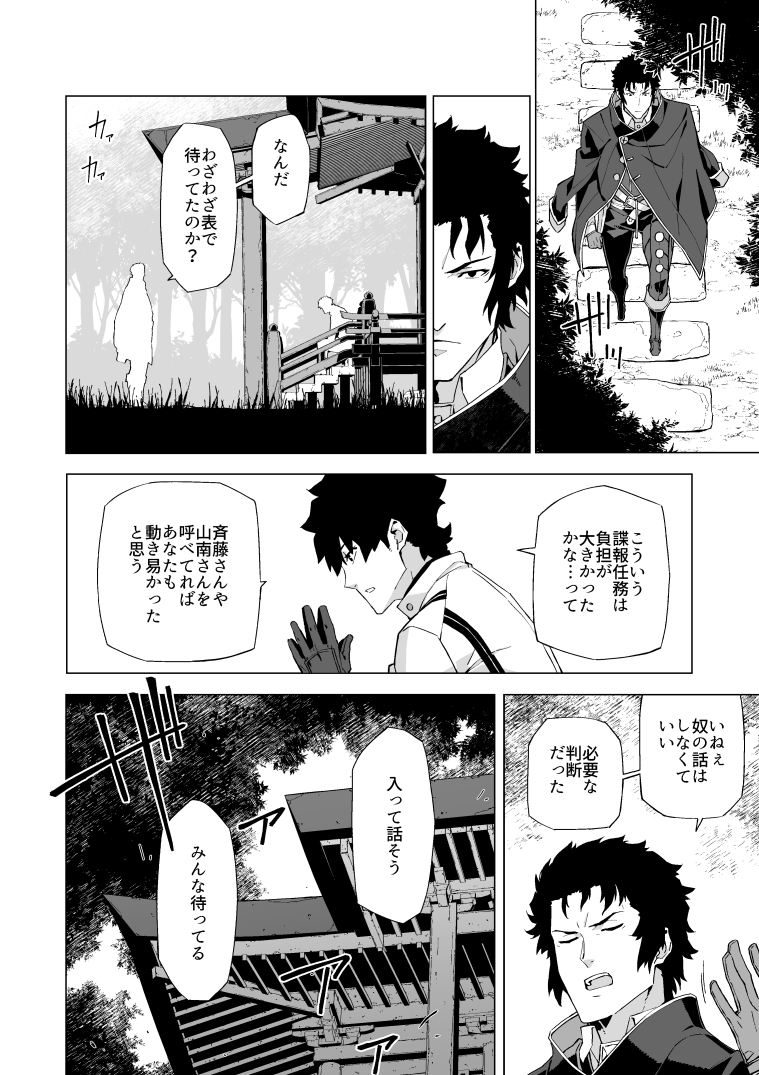 ザッ
ザッ
なんだ
わざわざ表で
待ってたのか？
カァ
カァ
こういう
諜報任務は
負担が
大きかった
かな…って
斉藤さんや
山南さんを
呼べてれば
あなたも
動き易かった
と思う
いねぇ
奴の話は
しなくて
いい
必要な
判断
だった
入って話そう
みんな待ってる